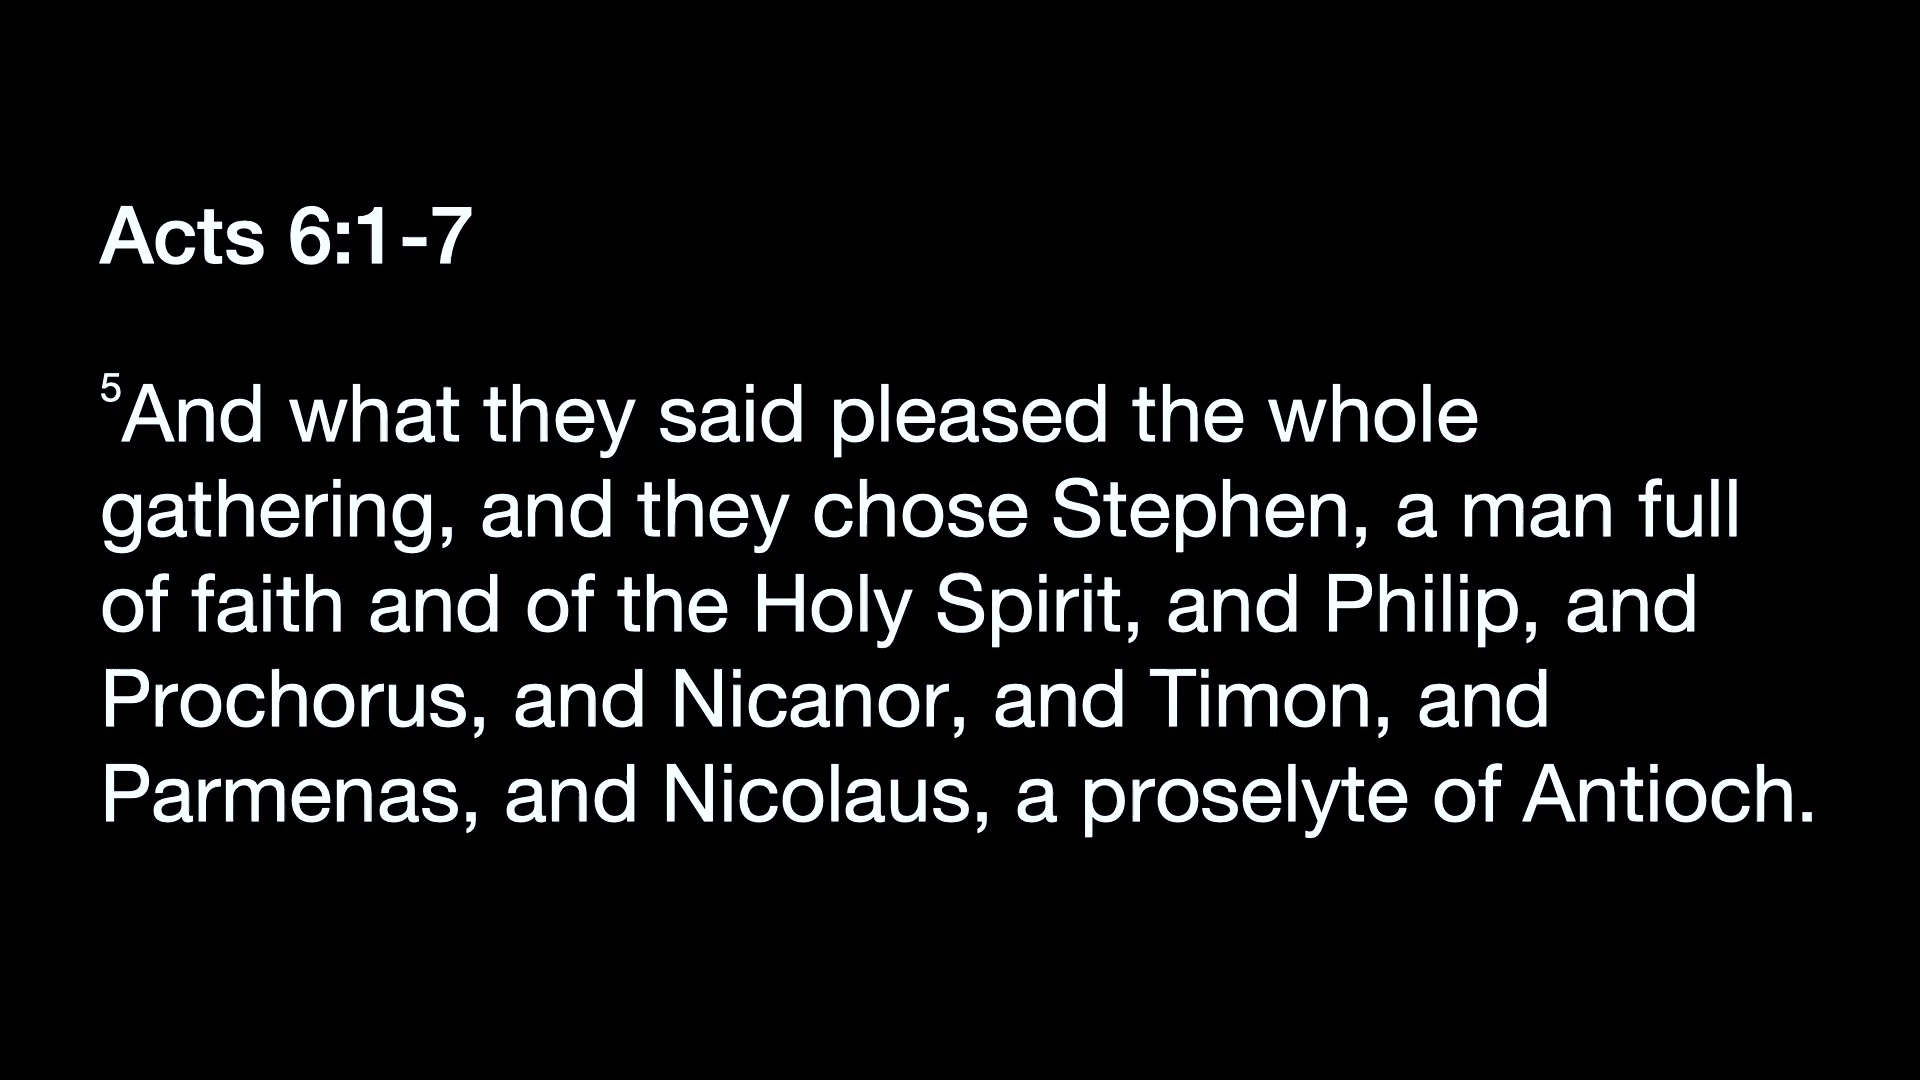 Acts 6:1-7
5And what they said pleased the whole
gathering, and they chose Stephen, a man full
of faith and of the Holy Spirit, and Philip, and
Prochorus, and Nicanor, and Timon, and
Parmenas, and Nicolaus, a proselyte of Antioch.